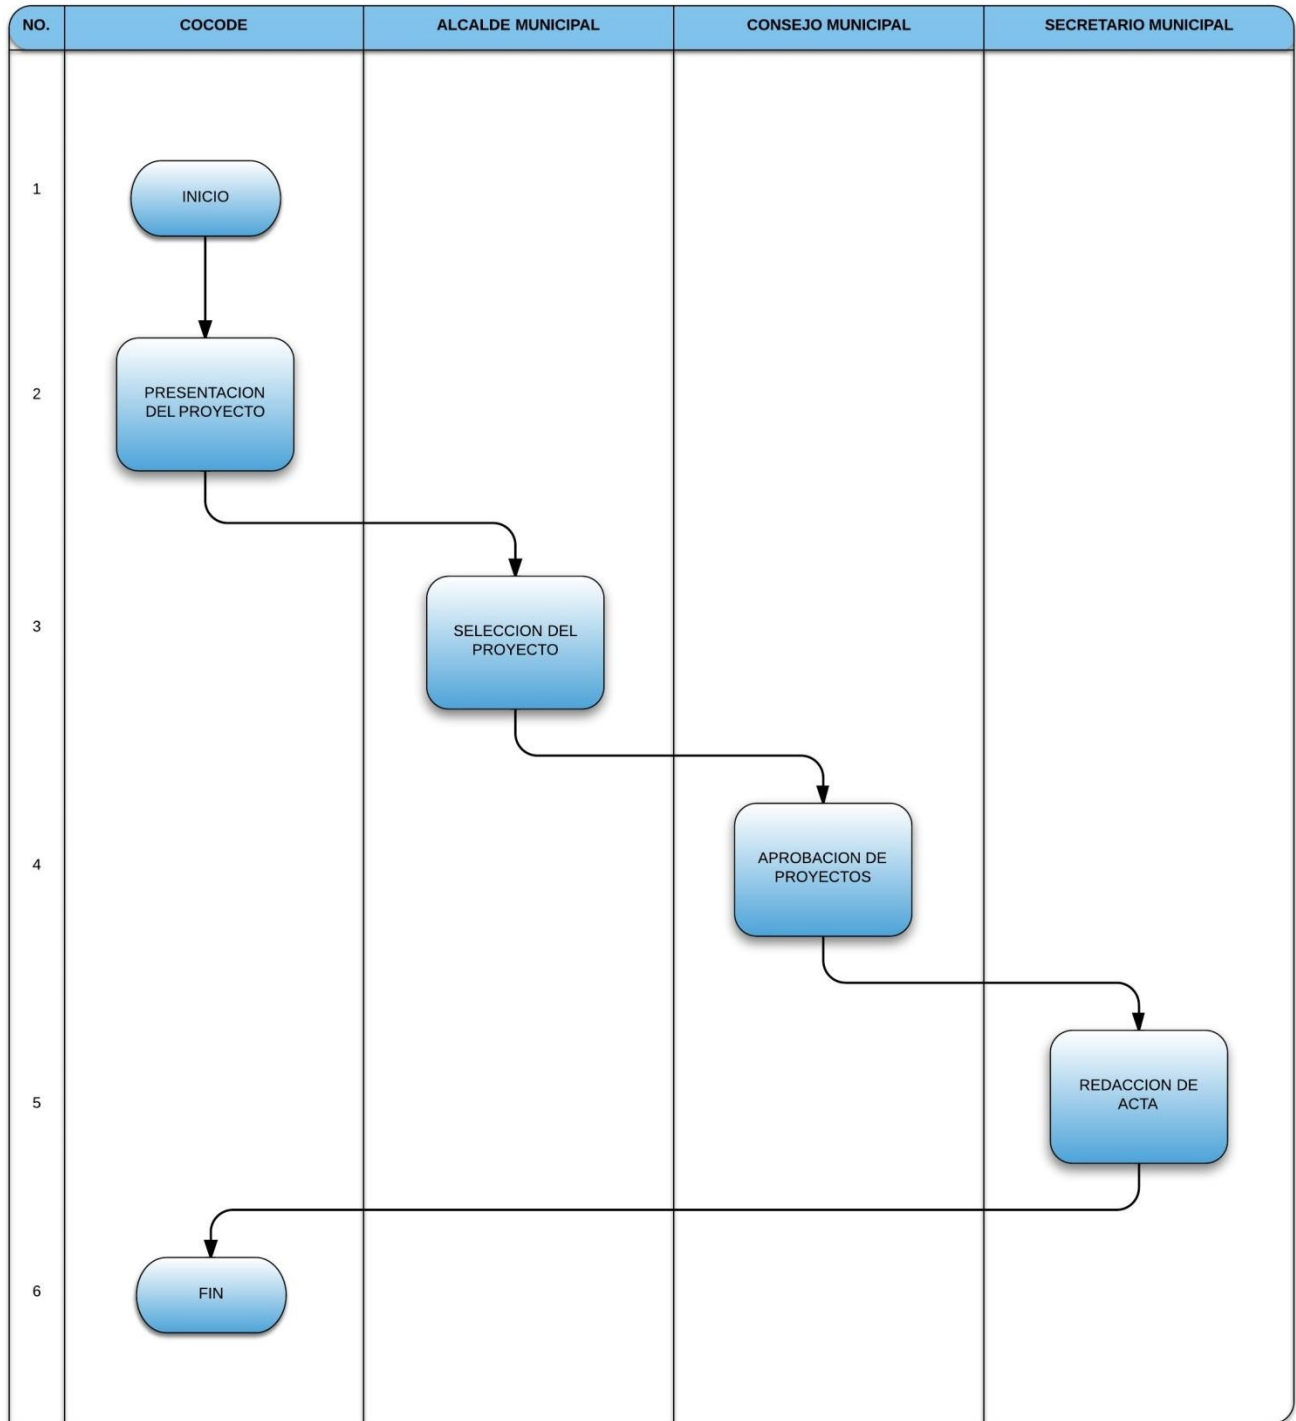 NO.
COCODE
ALCALDE MUNICIPAL
CONSEJO MUNICIPAL
SECRETARIO MUNICIPAL
1
INICIO
2
PRESENTACION
DEL PROYECTO
3
SELECCION DEL
PROYECTO
4
APROBACION DE
PROYECTOS
5
REDACCION DE
ACTA
6
FIN